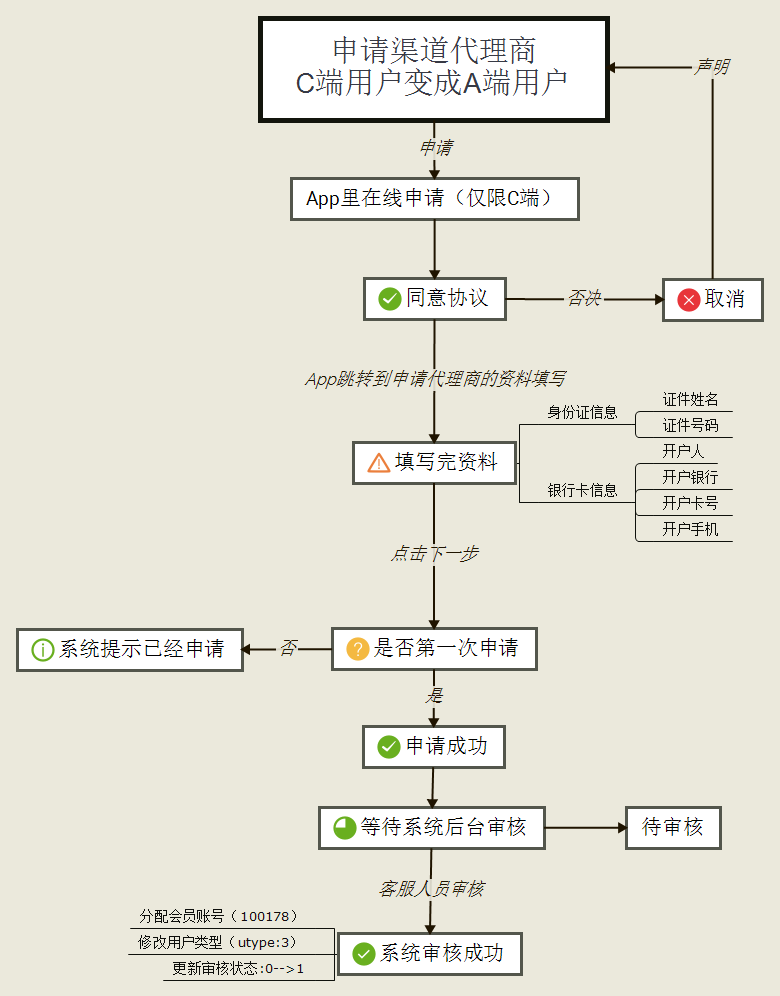 申请渠道代理商
C端用户变成A端用户
声明
申请
App里在线申请（仅限C端）
同意协议
否决
取消
App跳转到申请代理商的资料填写
填写完资料
身份证信息
证件姓名
证件号码
银行卡信息
开户人
开户银行
开户卡号
开户手机
点击下一步
系统提示已经申请
否
是否第一次申请
是
申请成功
等待系统后台审核
待审核
客服人员审核
分配会员账号（100178）
修改用户类型（utype:3）
更新审核状态:0-->1
系统审核成功